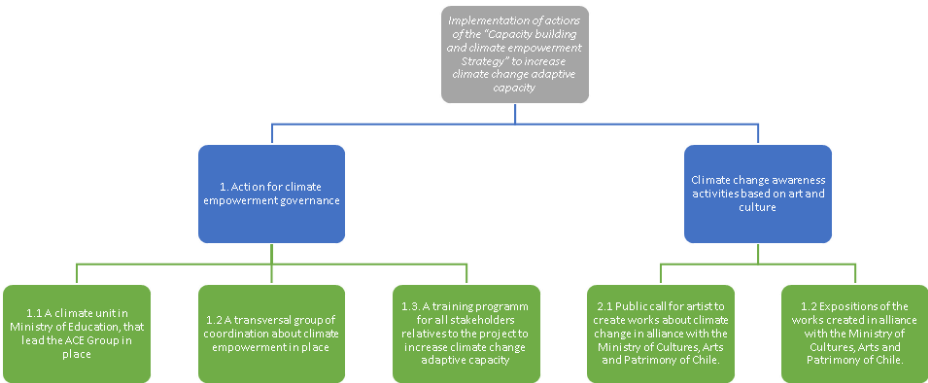 Implementation of actions
of the "Capacity building
and climate empowerment
Strategy" to increase
climate change adaptive
capacity
1. Action for climate
empowerment governance
Climate change awareness
activities based on art and
culture
1.1 A climate unit in
Ministry of Education, that
lead the ACE Group in
place
1.2 A transversal group of
coordination about climate
empowerment in place
1.3. A training programm
for all stakeholders
relatives to the project to
increase climate change
adaptive capacity
2.1 Public call for artist to
create works about climate
change in alliance with the
Ministry of Cultures, Arts
and Patrimony of Chile.
1.2 Expositions of the
works created in alliance
with the Ministry of
Cultures, Arts and
Patrimony of Chile.